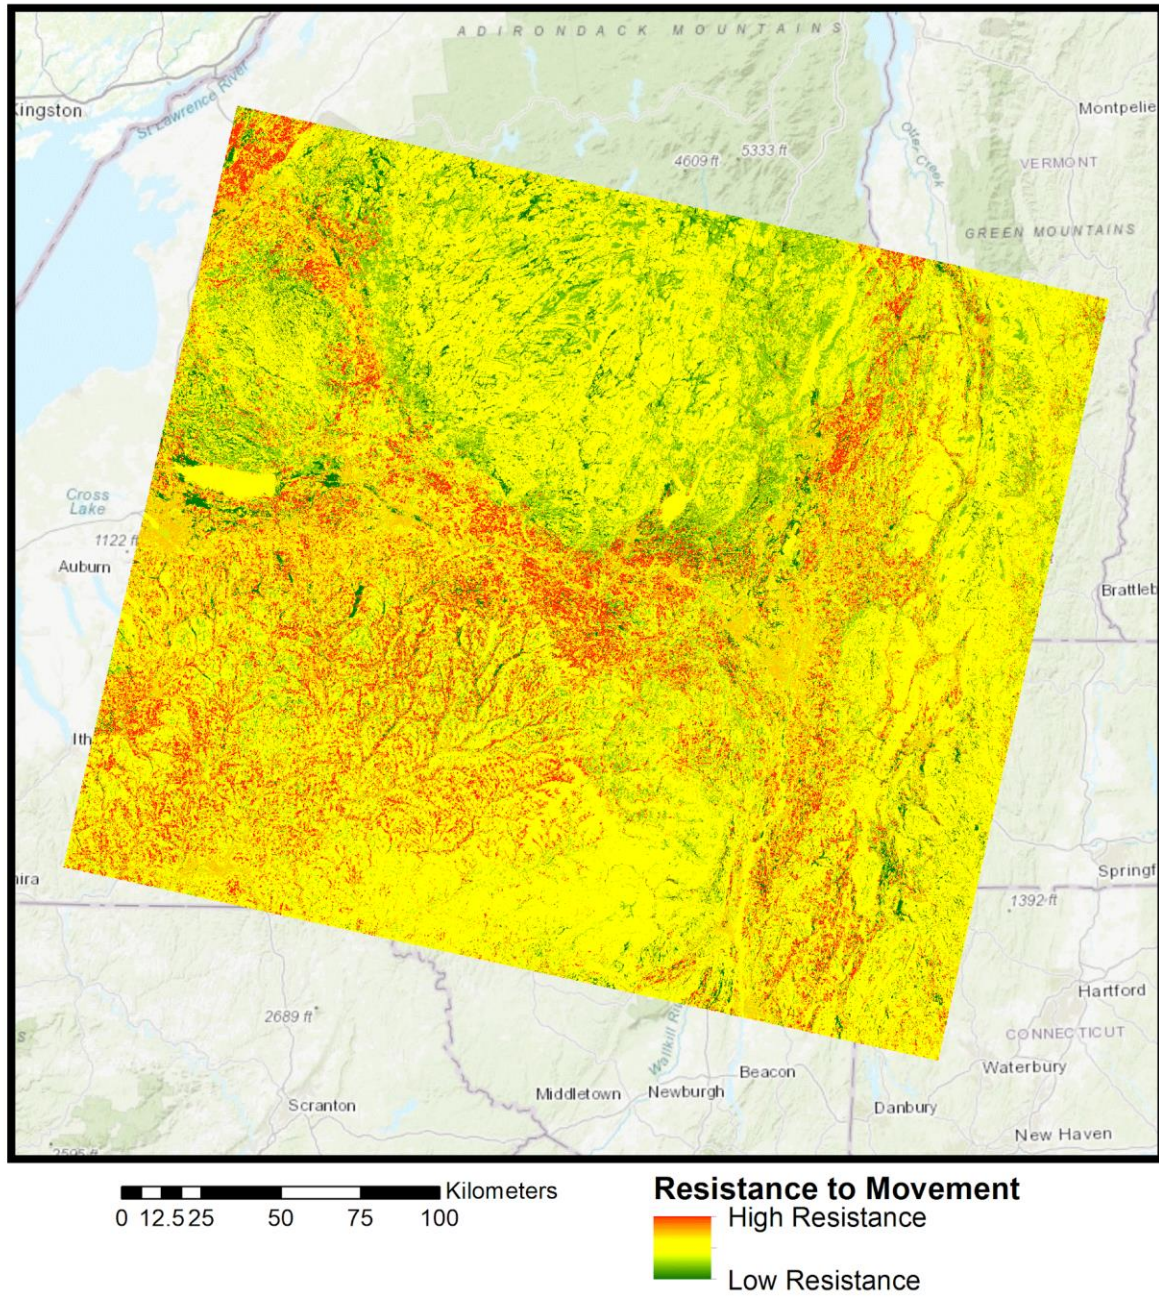 ADIRONDACK MOUNTAINS
Kingston
St Lawrence River
Montpelie
Otter Creek
4609 ft
5333 ft
VERMONT
GREEN MOUNTAINS
Cross
Lake
1122 ft
Auburn
Brattleb
Ith
ira
Springf
1392 ft
Hartford
2689 ft
CONNECTICUT
Wallkill Ri
Waterbury
Beacon
Middletown
Newburgh
Scranton
Danbury
New Haven
Kilometers
0 12.5 25 50 75 100
Resistance to Movement
High Resistance
Low Resistance